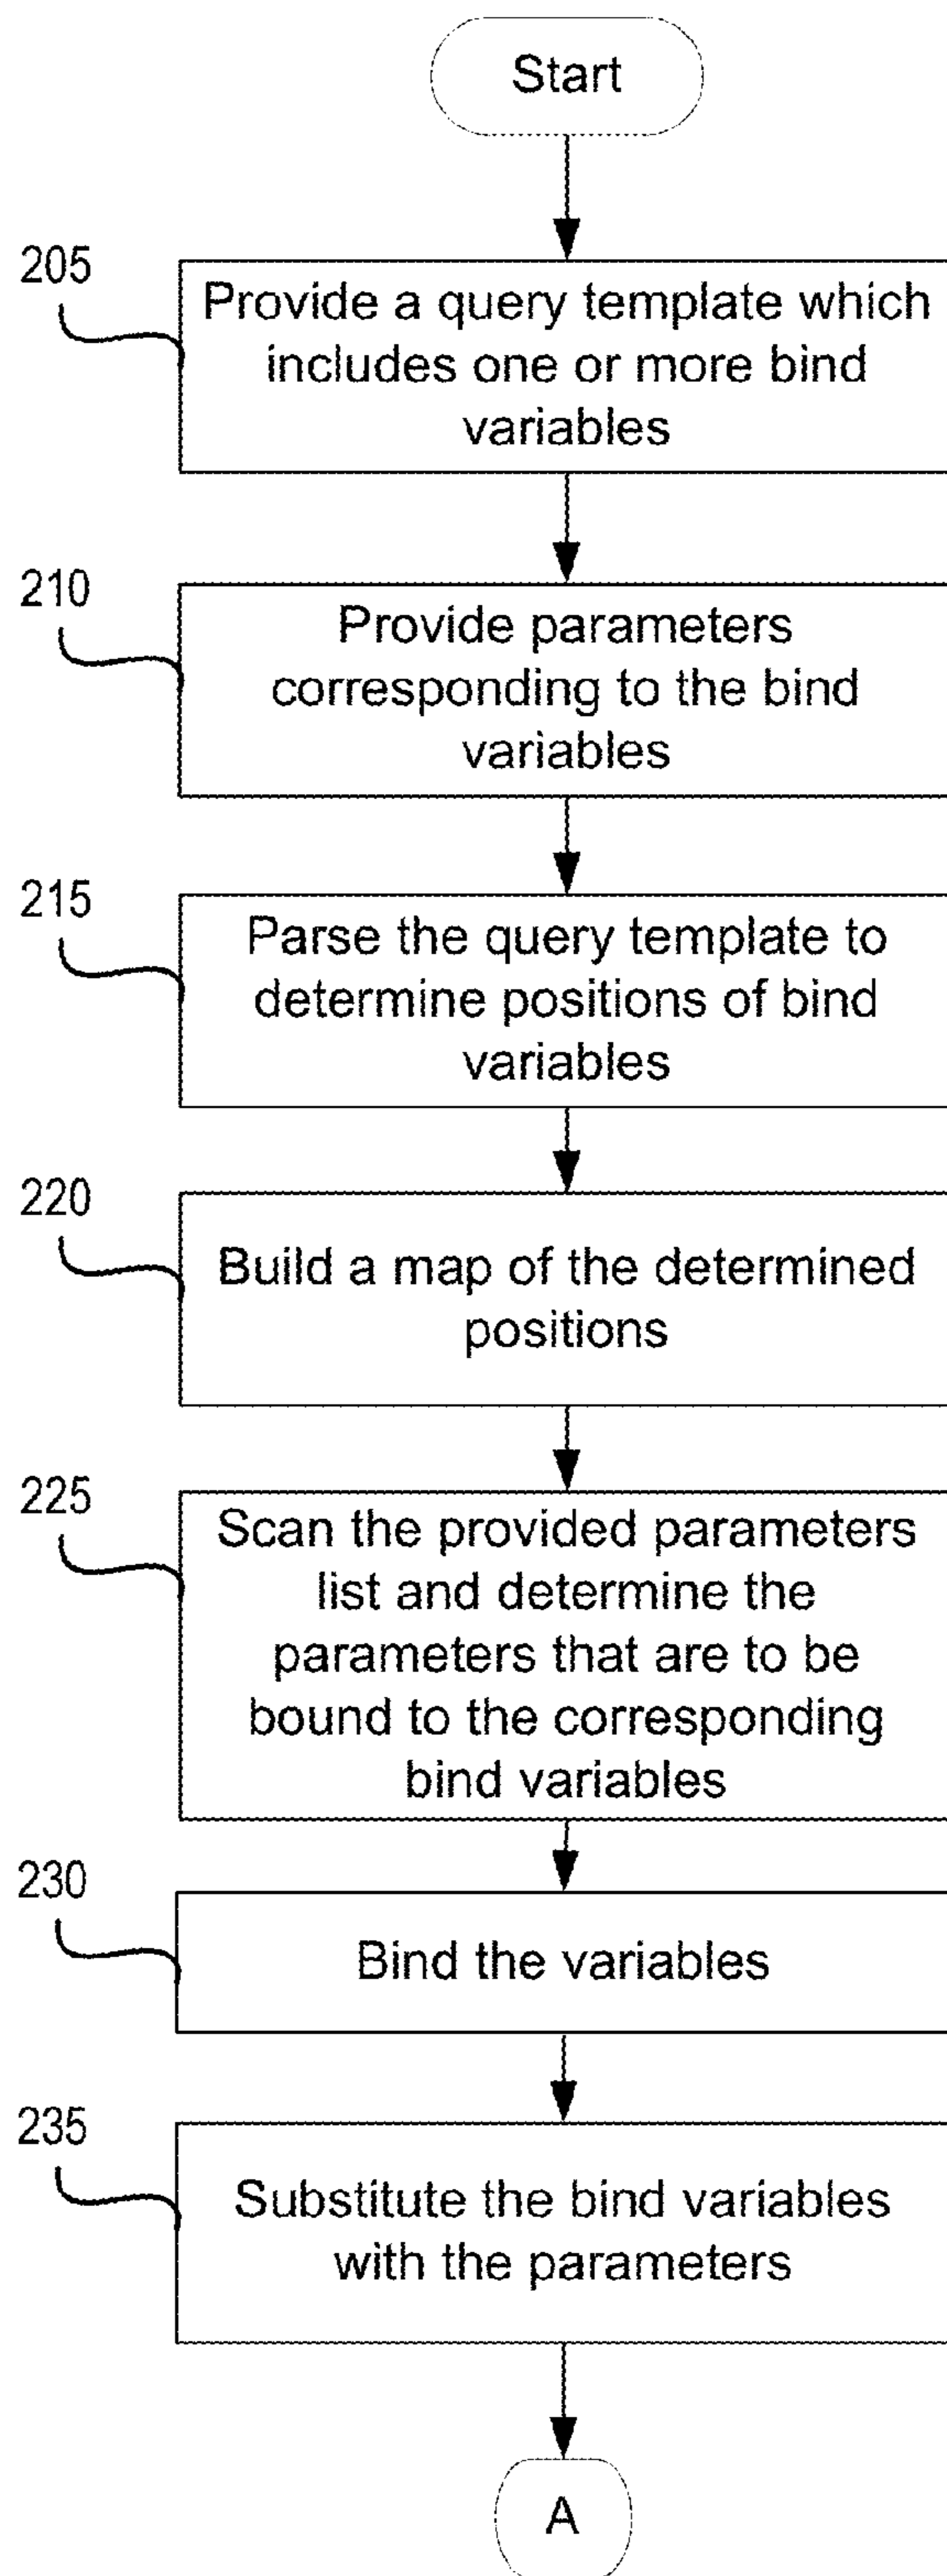 Start
205
Provide a query template which
includes one or more bind
variables
210
Provide parameters
corresponding to the bind
variables
215
Parse the query template to
determine positions of bind
variables
220
Build a map of the determined
positions
225
Scan the provided parameters
list and determine the
parameters that are to be
bound to the corresponding
bind variables
230
Bind the variables
235
Substitute the bind variables
with the parameters
A